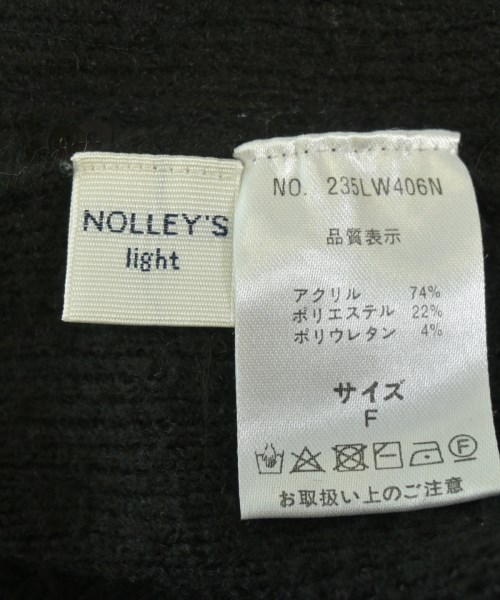 NOLLEY'S
light
NO. 235LW406N
品質表示
アクリル 74%
ポリエステル 22%
ポリウレタン 4%
サイズ
F
F
お取扱い上のご注意